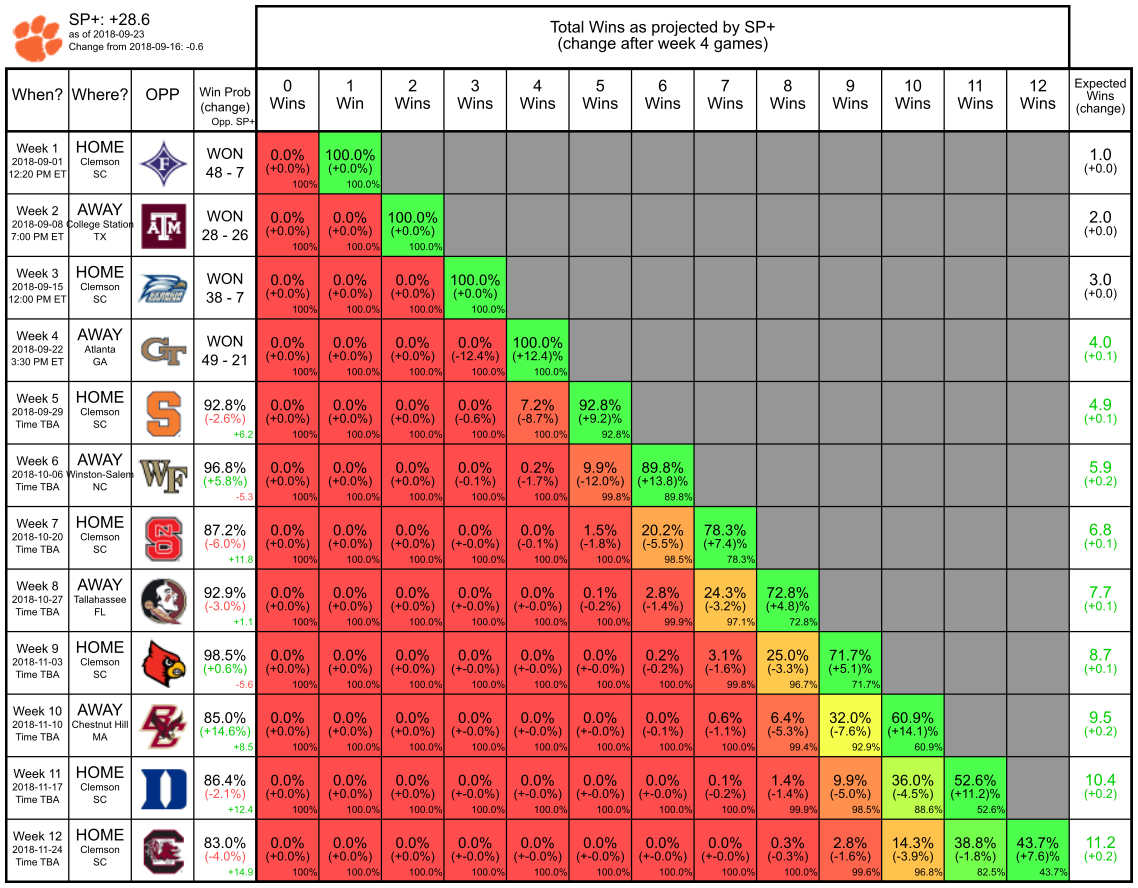 SP+: +28.6
as of 2018-09-23
Change from 2018-09-16: -0.6
Total Wins as projected by SP+
(change after week 4 games)
When? Where? OPP Win Prob (change) Opp. SP+ 0 Wins 1 Win 2 Wins 3 Wins 4 Wins 5 Wins 6 Wins 7 Wins 8 Wins 9 Wins 10 Wins 11 Wins 12 Wins Expected Wins (change)
Week 1 HOME F WON 0.0% 100.0% 1.0
2018-09-01 Clemson 48 - 7 (+0.0%) (+0.0%) (+0.0)
12:20 PM ET SC 100% 100.0%
Week 2 AWAY ATM WON 0.0% 0.0% 100.0% 2.0
2018-09-08 College Station 28 - 26 (+0.0%) (+0.0%) (+0.0%) (+0.0)
7:00 PM ET TX 100% 100.0% 100.0%
Week 3 HOME WON 0.0% 0.0% 0.0% 100.0% 3.0
2018-09-15 Clemson 38 - 7 (+0.0%) (+0.0%) (+0.0%) (+0.0%) (+0.0)
12:00 PM ET SC 100% 100.0% 100.0% 100.0%
Week 4 AWAY GT WON 0.0% 0.0% 0.0% 0.0% 100.0% 4.0
2018-09-22 Atlanta 49 - 21 (+0.0%) (+0.0%) (+0.0%) (-12.4%) (+12.4)% (+0.1)
3:30 PM ET GA 100% 100.0% 100.0% 100.0% 100.0%
Week 5 HOME S 92.8% 0.0% 0.0% 0.0% 0.0% 7.2% 92.8% 4.9
2018-09-29 Clemson (-2.6%) (+0.0%) (+0.0%) (+0.0%) (-0.6%) (-8.7%) (+9.2)% (+0.1)
Time TBA SC +6.2 100% 100.0% 100.0% 100.0% 100.0% 92.8%
Week 6 AWAY WF 96.8% 0.0% 0.0% 0.0% 0.0% 0.2% 9.9% 89.8% 5.9
2018-10-06 Winston-Salem (+5.8%) (+0.0%) (+0.0%) (+0.0%) (-0.1%) (-1.7%) (-12.0%) (+13.8)% (+0.2)
Time TBA NC -5.3 100% 100.0% 100.0% 100.0% 100.0% 99.8% 89.8%
Week 7 HOME NCS 87.2% 0.0% 0.0% 0.0% 0.0% 0.0% 1.5% 20.2% 78.3% 6.8
2018-10-20 Clemson (-6.0%) (+0.0%) (+0.0%) (+0.0%) (+-0.0%) (-0.1%) (-1.8%) (-5.5%) (+7.4)% (+0.1)
Time TBA SC +11.8 100% 100.0% 100.0% 100.0% 100.0% 100.0% 98.5% 78.3%
Week 8 AWAY 92.9% 0.0% 0.0% 0.0% 0.0% 0.0% 0.1% 2.8% 24.3% 72.8% 7.7
2018-10-27 Tallahassee (-3.0%) (+0.0%) (+0.0%) (+0.0%) (+-0.0%) (+-0.0%) (-0.2%) (-1.4%) (-3.2%) (+4.8)% (+0.1)
Time TBA FL +1.1 100% 100.0% 100.0% 100.0% 100.0% 100.0% 99.9% 97.1% 72.8%
Week 9 HOME 98.5% 0.0% 0.0% 0.0% 0.0% 0.0% 0.0% 0.2% 3.1% 25.0% 71.7% 8.7
2018-11-03 Clemson (+0.6%) (+0.0%) (+0.0%) (+0.0%) (+-0.0%) (+-0.0%) (+-0.0%) (-0.2%) (-1.6%) (-3.3%) (+5.1)% (+0.1)
Time TBA SC -5.6 100% 100.0% 100.0% 100.0% 100.0% 100.0% 100.0% 99.8% 96.7% 71.7%
Week 10 AWAY BC 85.0% 0.0% 0.0% 0.0% 0.0% 0.0% 0.0% 0.0% 0.6% 6.4% 32.0% 60.9% 9.5
2018-11-10 Chestnut Hill (+14.6%) (+0.0%) (+0.0%) (+0.0%) (+-0.0%) (+-0.0%) (+-0.0%) (-0.1%) (-1.1%) (-5.3%) (-7.6%) (+14.1)% (+0.2)
Time TBA MA +8.5 100% 100.0% 100.0% 100.0% 100.0% 100.0% 100.0% 100.0% 99.4% 92.9% 60.9%
Week 11 HOME D 86.4% 0.0% 0.0% 0.0% 0.0% 0.0% 0.0% 0.0% 0.1% 1.4% 9.9% 36.0% 52.6% 10.4
2018-11-17 Clemson (-2.1%) (+0.0%) (+0.0%) (+0.0%) (+-0.0%) (+-0.0%) (+-0.0%) (+-0.0%) (-0.2%) (-1.4%) (-5.0%) (-4.5%) (+11.2)% (+0.2)
Time TBA SC +12.4 100% 100.0% 100.0% 100.0% 100.0% 100.0% 100.0% 100.0% 99.9% 98.5% 88.6% 52.6%
Week 12 HOME C 83.0% 0.0% 0.0% 0.0% 0.0% 0.0% 0.0% 0.0% 0.0% 0.3% 2.8% 14.3% 38.8% 43.7% 11.2
2018-11-24 Clemson (-4.0%) (+0.0%) (+0.0%) (+0.0%) (+-0.0%) (+-0.0%) (+-0.0%) (+-0.0%) (+-0.0%) (-0.3%) (-1.6%) (-3.9%) (-1.8%) (+7.6)% (+0.2)
Time TBA SC +14.9 100% 100.0% 100.0% 100.0% 100.0% 100.0% 100.0% 100.0% 100.0% 99.6% 96.8% 82.5% 43.7%